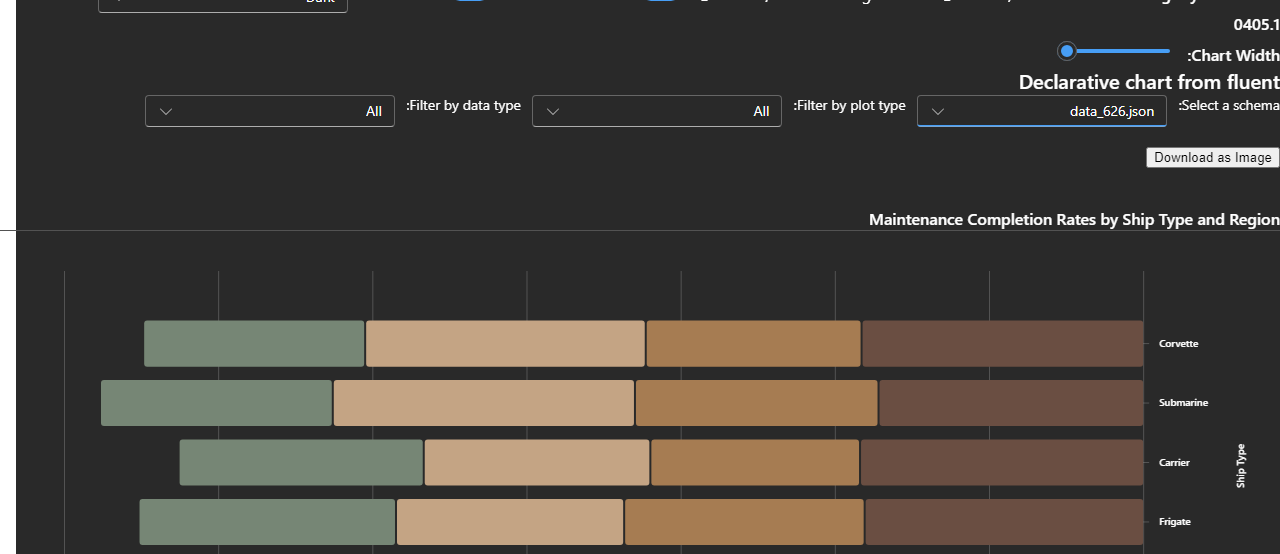 0405.1
:Chart Width
Declarative chart from fluent
:Select a schema
data_626.json
:Filter by plot type
All
:Filter by data type
All
Download as Image
Maintenance Completion Rates by Ship Type and Region
Corvette
Submarine
Carrier
Frigate
Ship Type